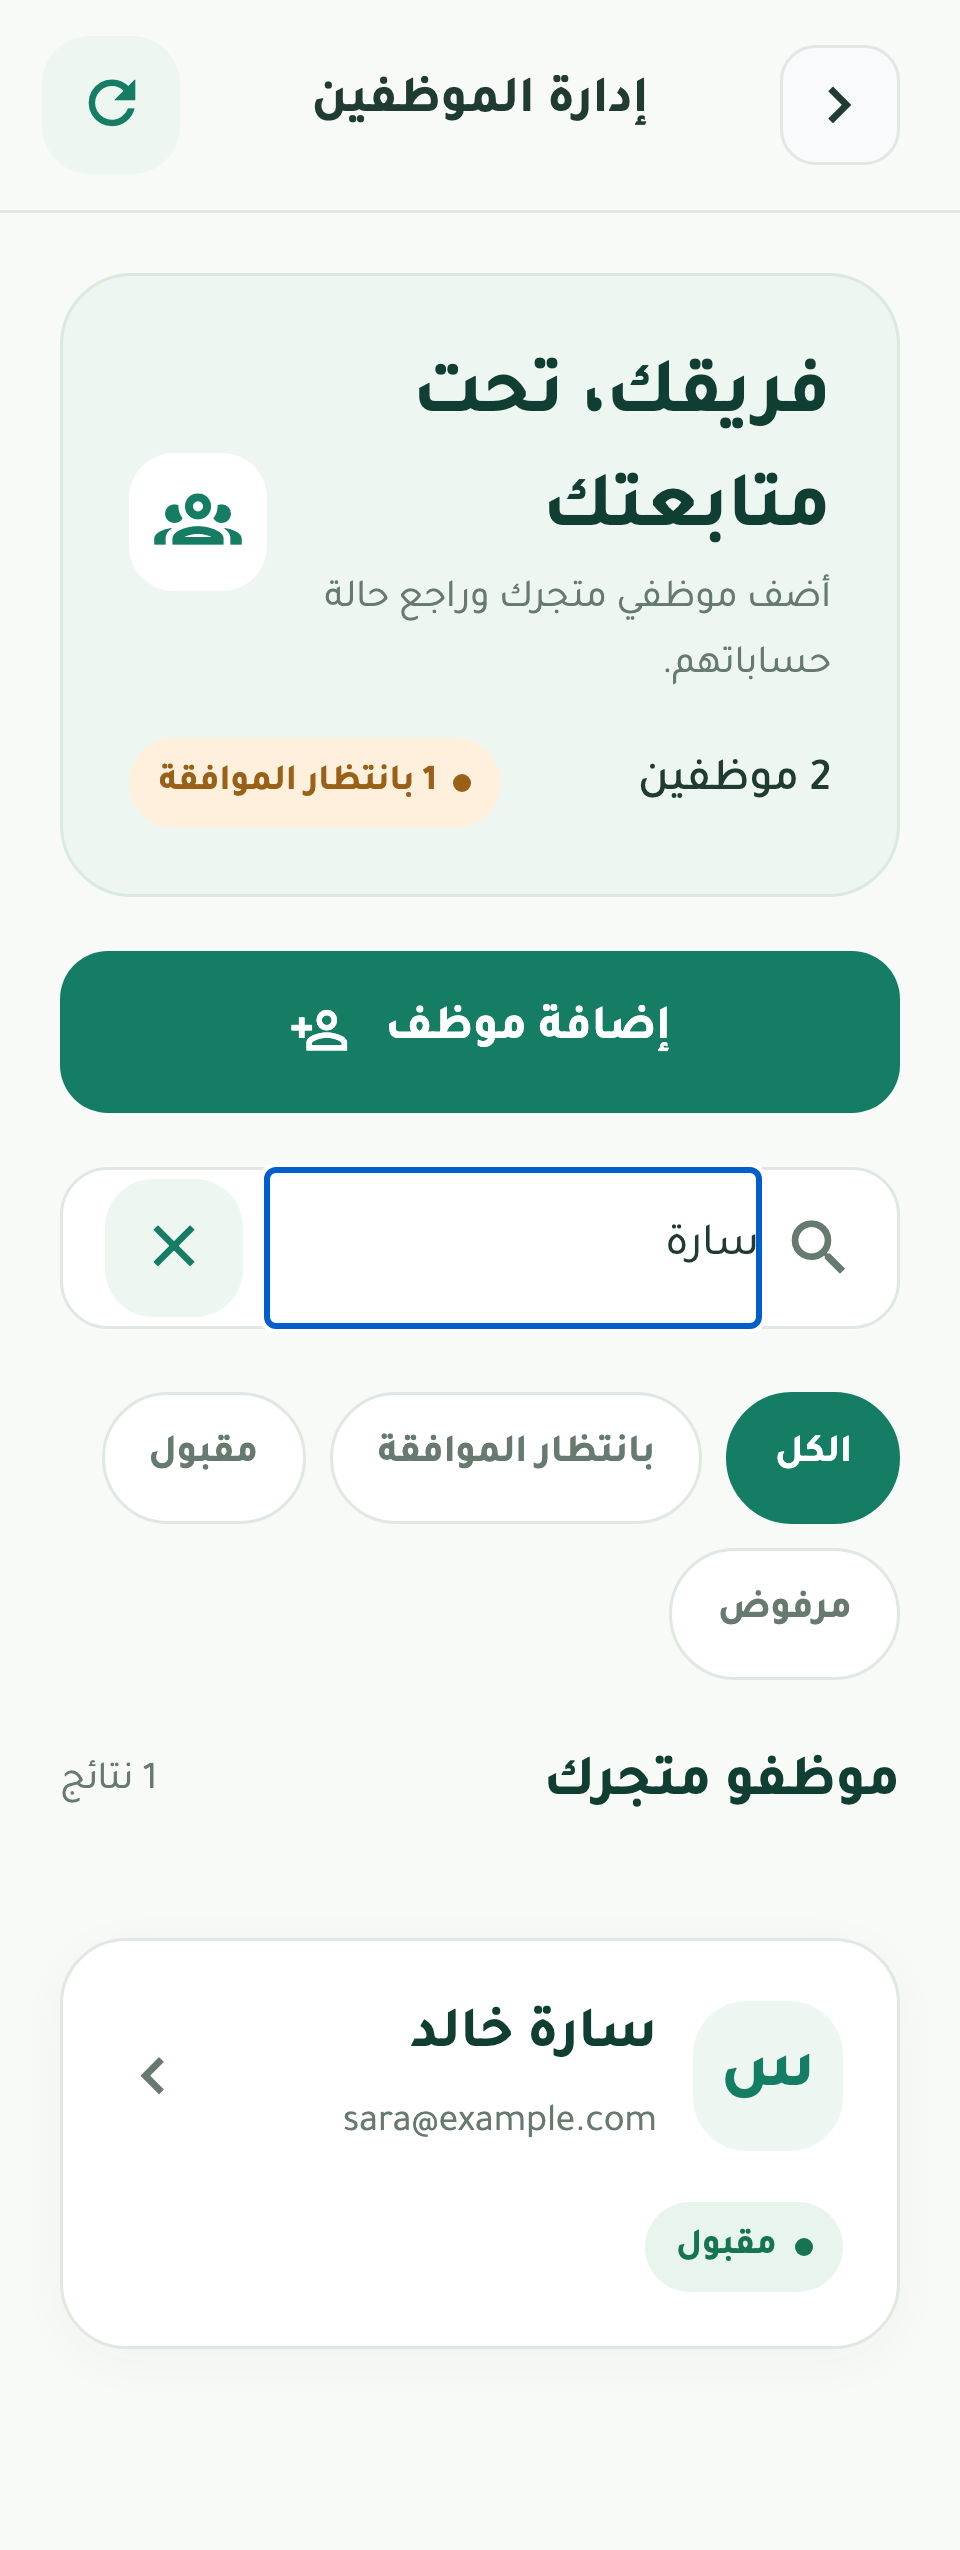 إدارة الموظفين
فريقك، تحت
متابعتك
أضف موظفي متجرك وراجع حالة
حساباتهم.
2 موظفين
1 بانتظار الموافقة
إضافة موظف
سارة
الكل
بانتظار الموافقة
مقبول
مرفوض
موظفو متجرك
1 نتائج
س
سارة خالد
sara@example.com
مقبول